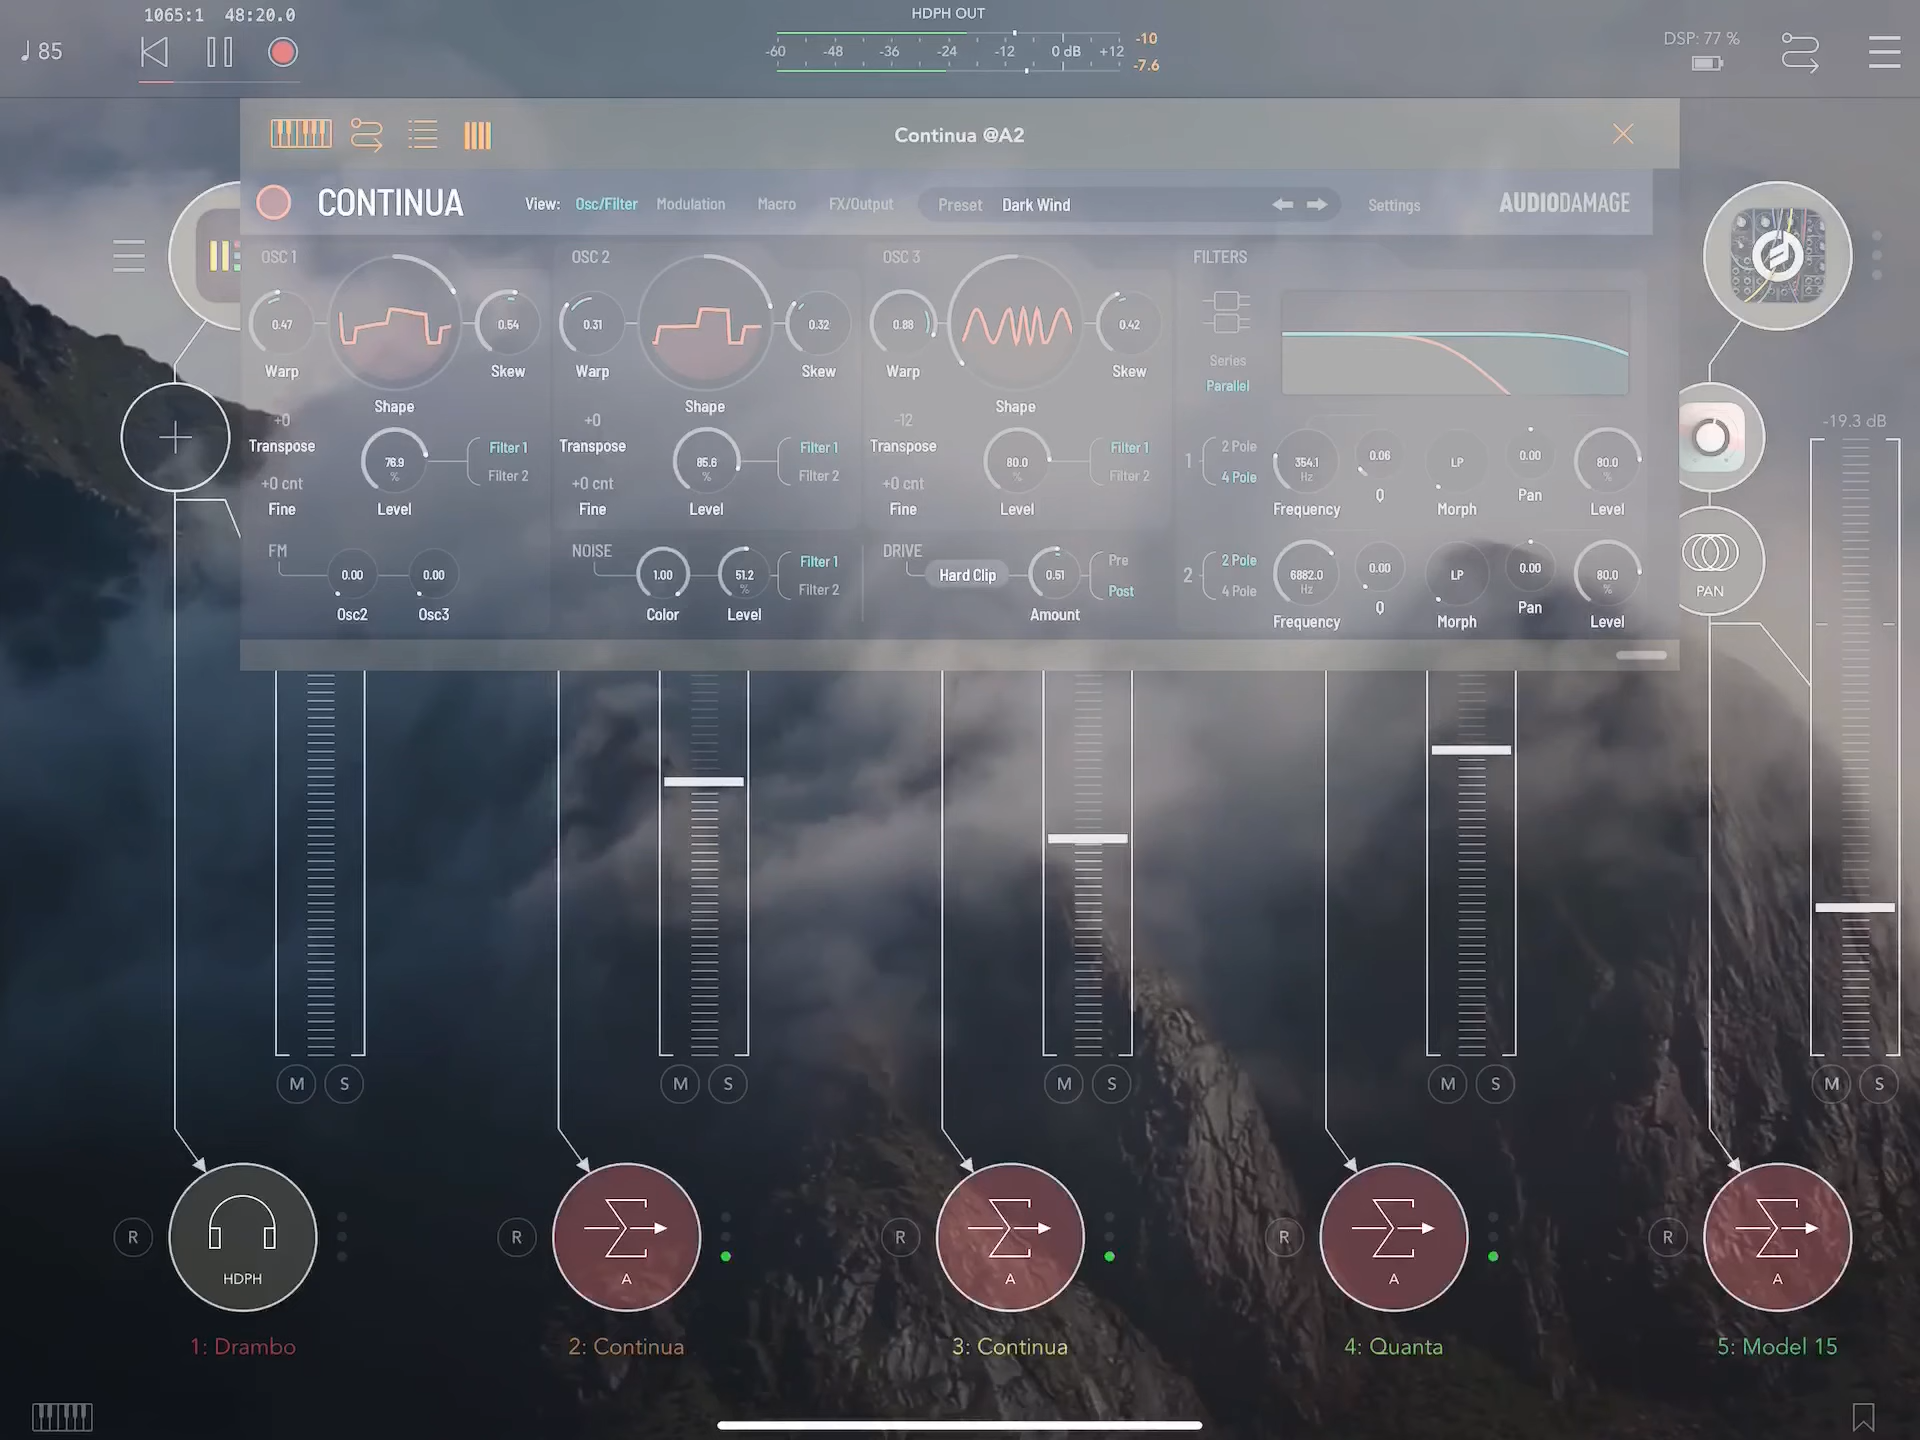 1065:1 48:20.0
85
HDPH OUT
-60 -48 -36 -24 -12 0 dB +12
-10
-7.6
DSP: 77 %
Continua @A2
CONTINUA
View: Osc/Filter Modulation Macro FX/Output
Preset Dark Wind
Settings
AUDIODAMAGE
OSC 1
0.47
Warp
Shape
0.54
Skew
+0
Transpose
+0 cnt
Fine
76.9
%
Level
Filter 1
Filter 2
OSC 2
0.31
Warp
Shape
0.32
Skew
+0
Transpose
+0 cnt
Fine
85.6
%
Level
Filter 1
Filter 2
OSC 3
0.88
Warp
Shape
0.42
Skew
-12
Transpose
+0 cnt
Fine
80.0
%
Level
Filter 1
Filter 2
FILTERS
Series
Parallel
1
2 Pole
4 Pole
354.1
Hz
Frequency
0.06
Q
LP
Morph
0.00
Pan
80.0
%
Level
FM
0.00
Osc2
0.00
Osc3
NOISE
1.00
Color
51.2
%
Level
Filter 1
Filter 2
DRIVE
Hard Clip
0.51
Amount
Pre
Post
2
2 Pole
4 Pole
6882.0
Hz
Frequency
0.00
Q
LP
Morph
0.00
Pan
80.0
%
Level
-19.3 dB
PAN
M S
M S
M S
M S
M S
R
HDPH
R
A
R
A
R
A
R
A
1: Drambo
2: Continua
3: Continua
4: Quanta
5: Model 15